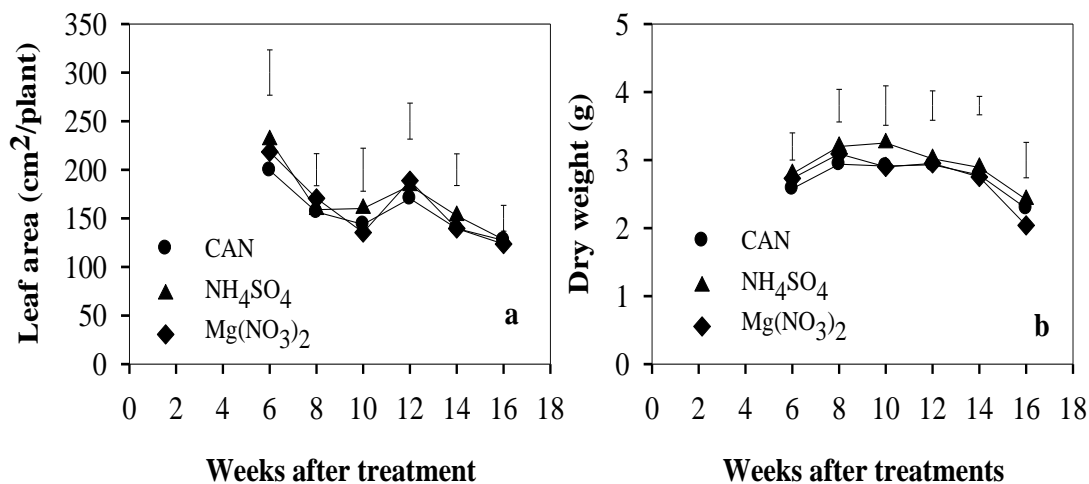 Leaf area (cm²/plant)
350
300
250
200
150
100
50
0
CAN
NH₄SO₄
Mg(NO₃)₂
a
0 2 4 6 8 10 12 14 16 18
Weeks after treatment
Dry weight (g)
5
4
3
2
1
0
CAN
NH₄SO₄
Mg(NO₃)₂
b
0 2 4 6 8 10 12 14 16 18
Weeks after treatments